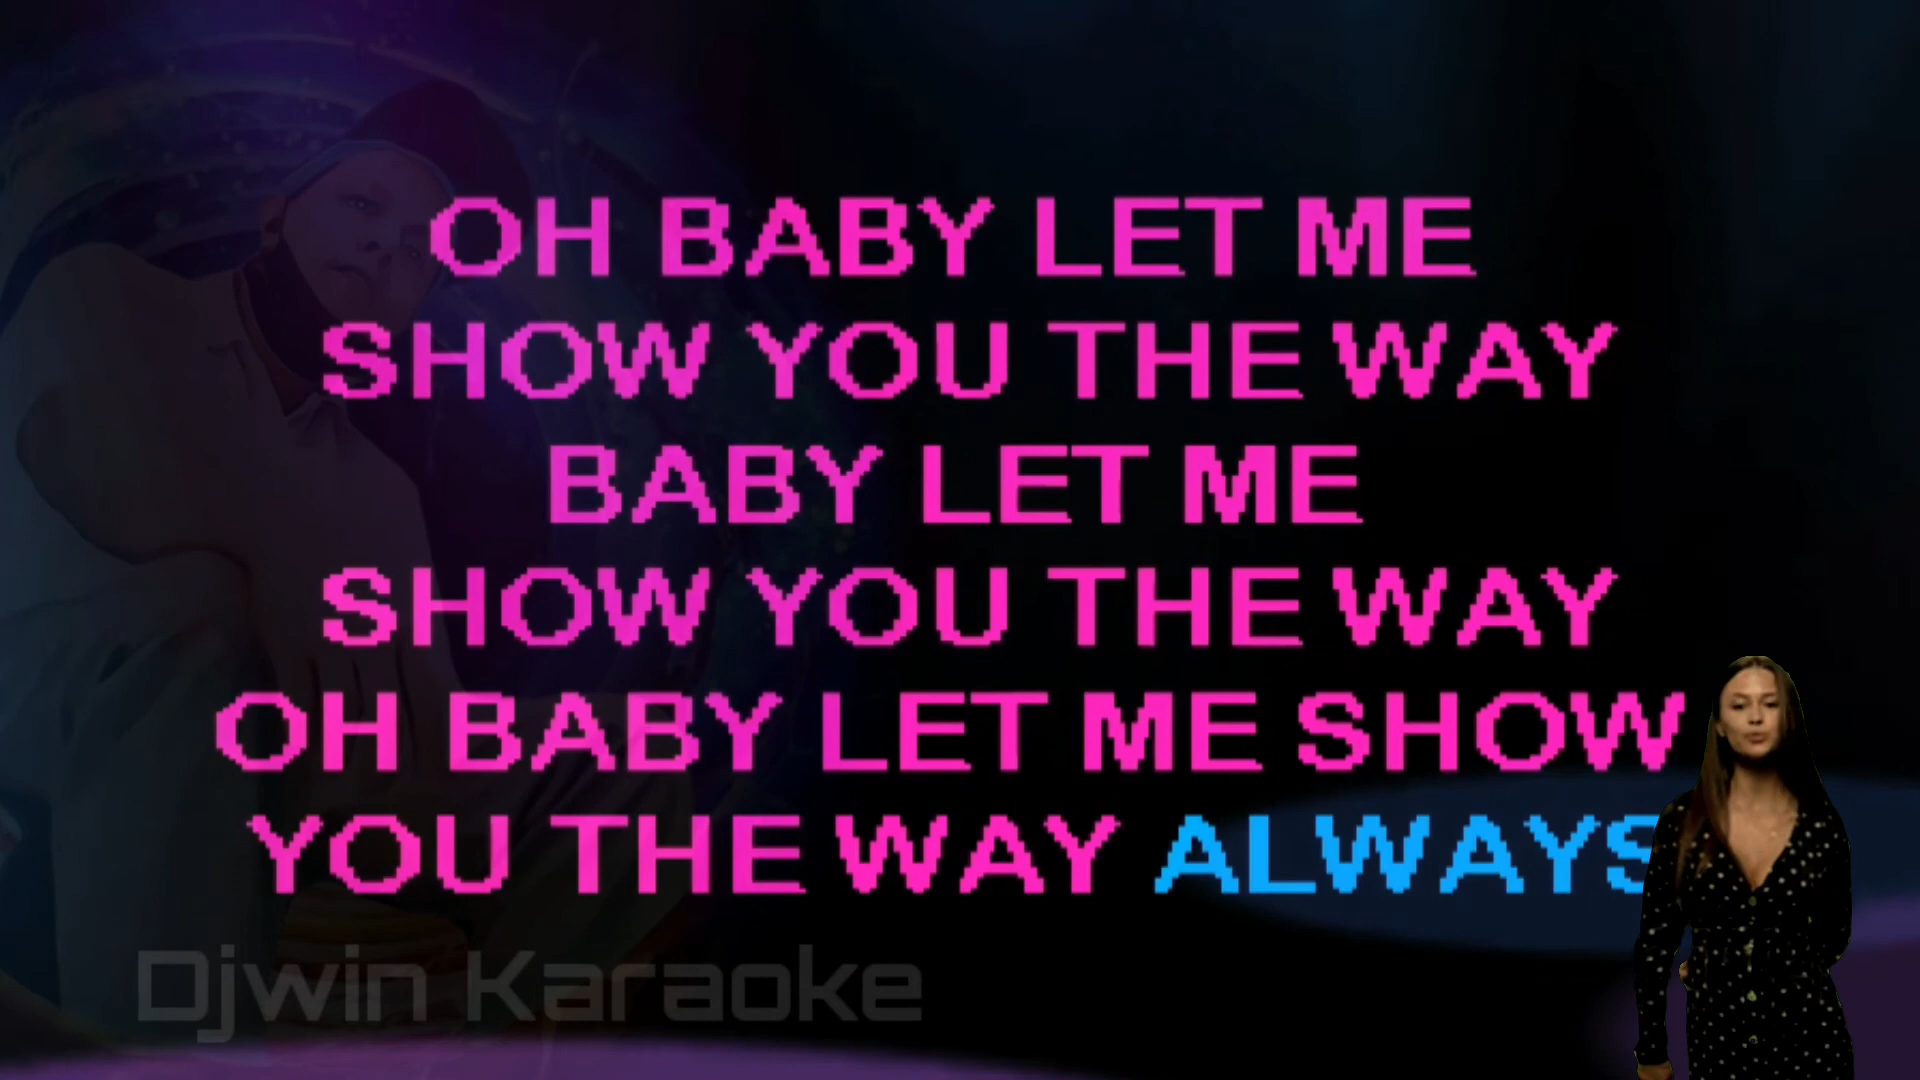 OH BABY LET ME
SHOW YOU THE WAY
BABY LET ME
SHOW YOU THE WAY
OH BABY LET ME SHOW
YOU THE WAY ALWAYS
Djwin Karaoke